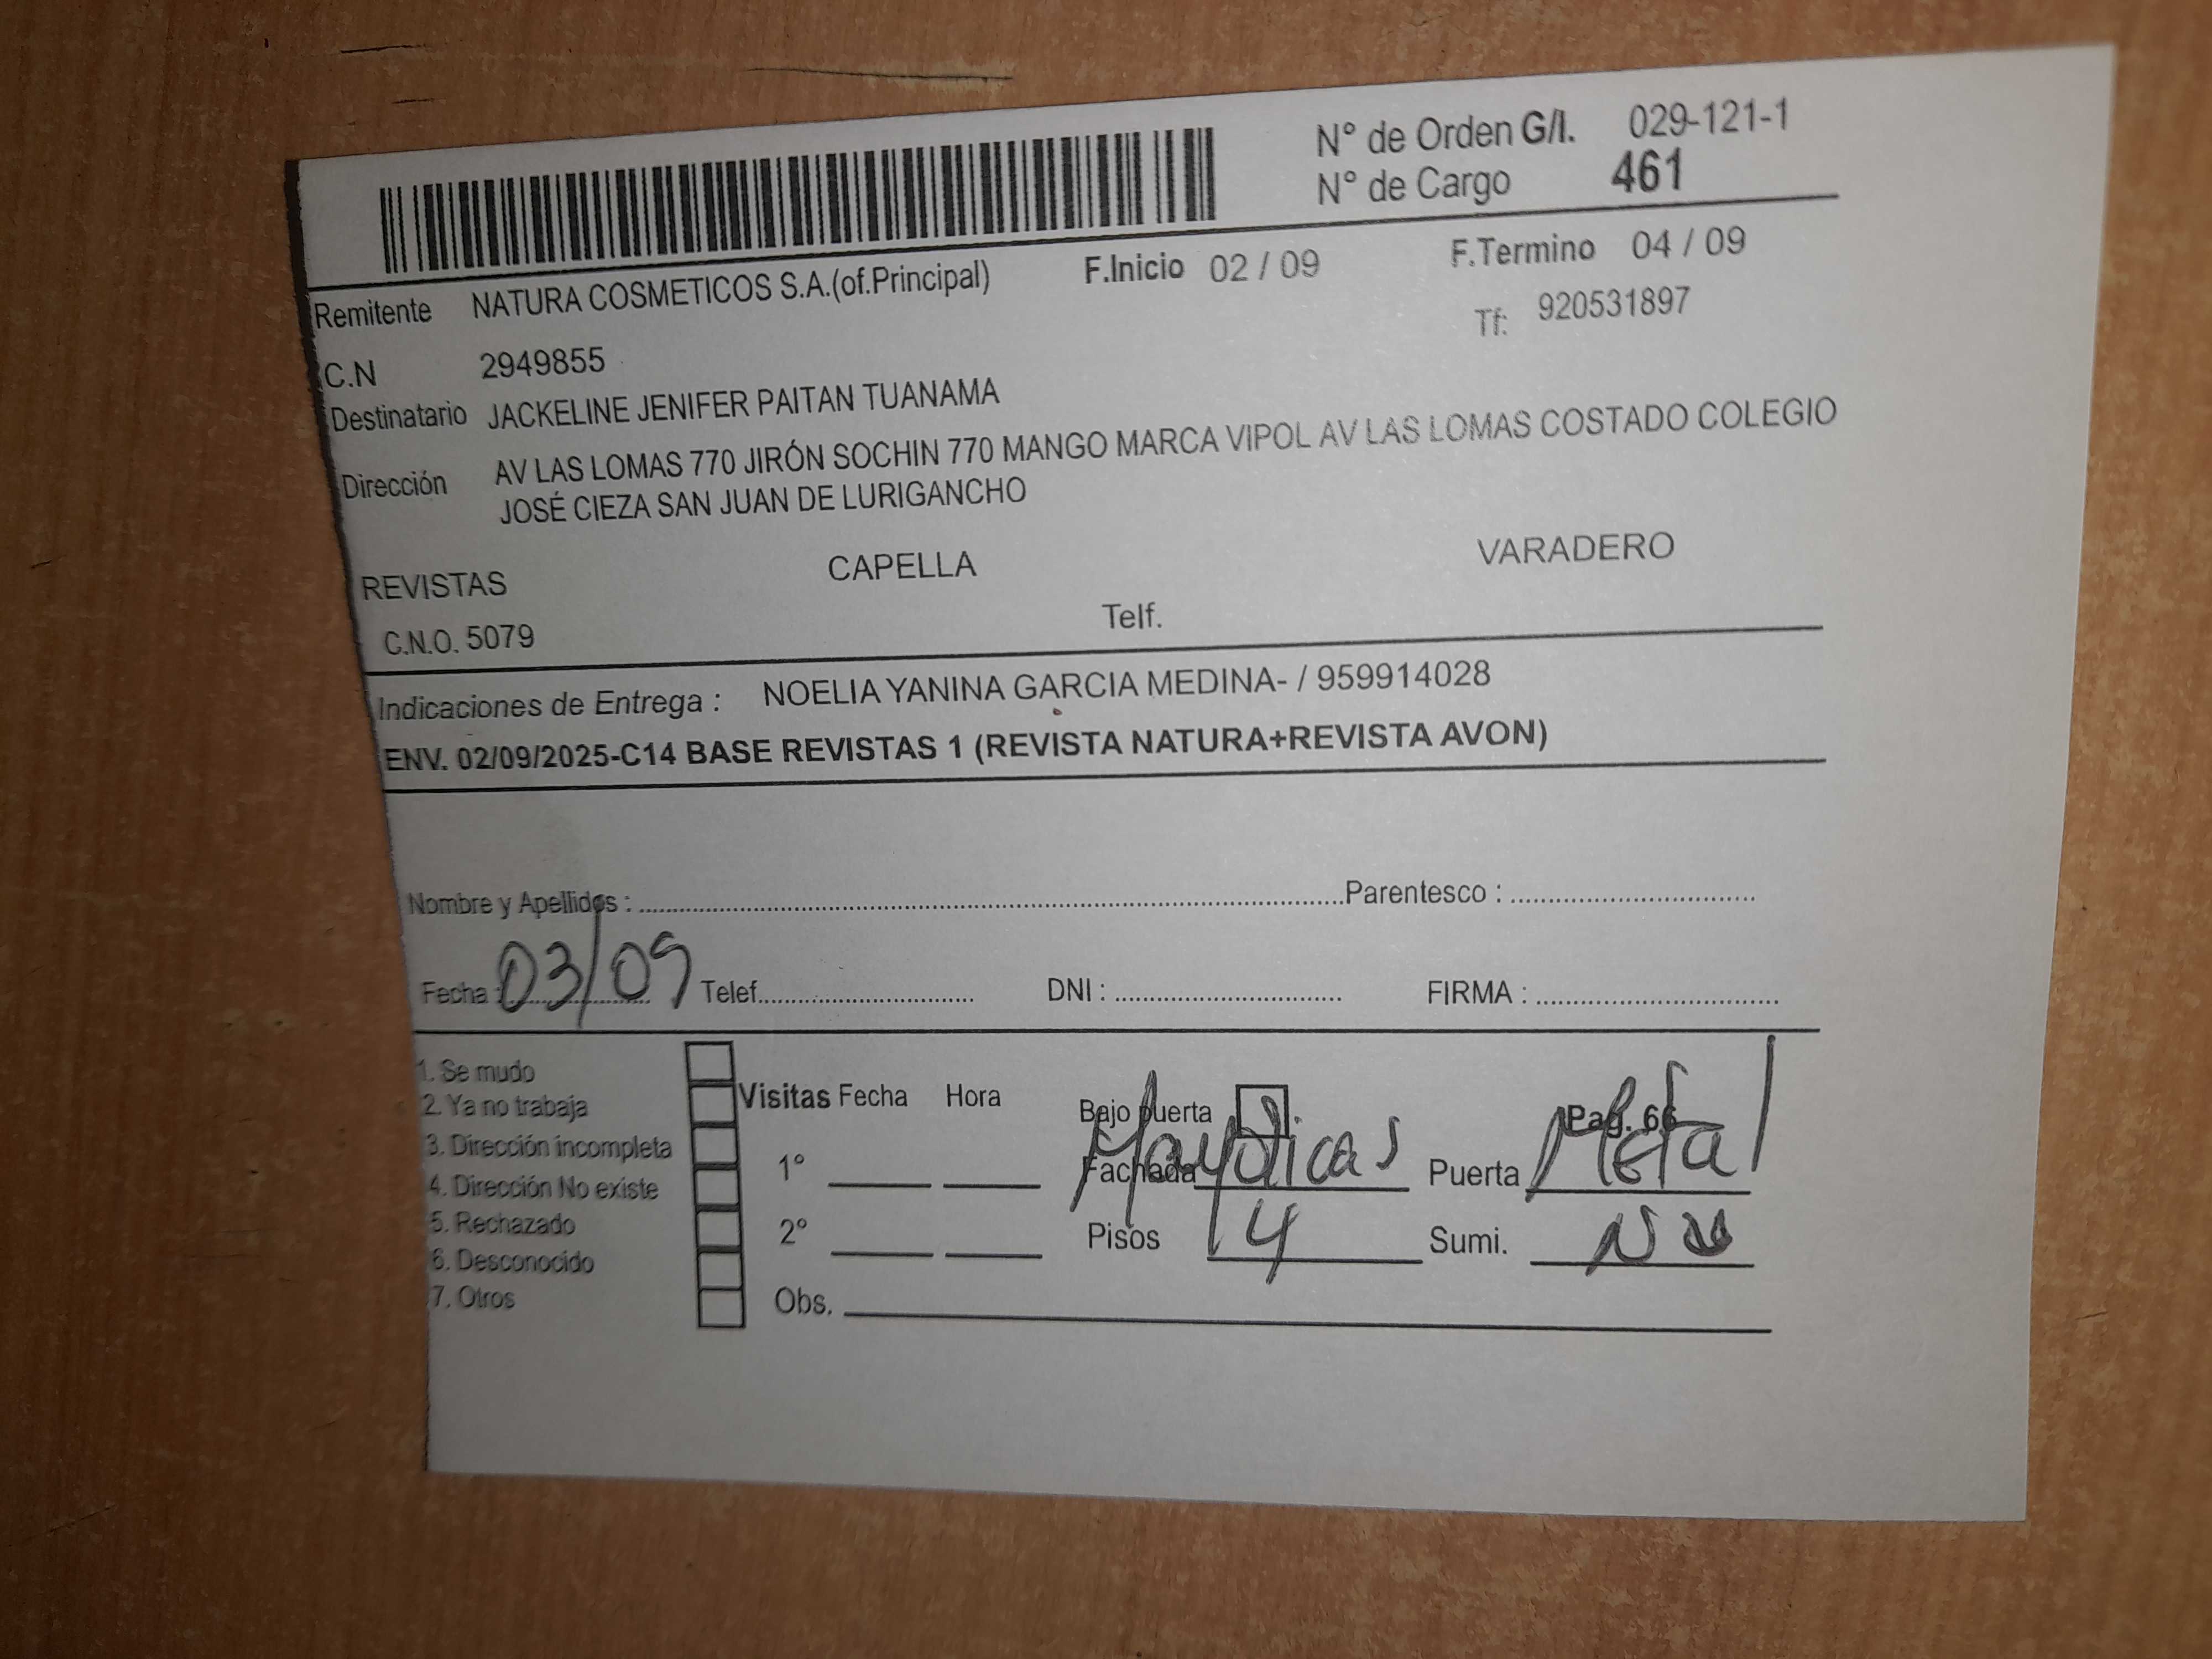 N° de Orden G/I. 029-121-1
N° de Cargo 461
Remitente NATURA COSMETICOS S.A.(of.Principal) F.Inicio 02 / 09 F.Termino 04 / 09
C.N 2949855 Tf: 920531897
Destinatario JACKELINE JENIFER PAITAN TUANAMA
Dirección AV LAS LOMAS 770 JIRÓN SOCHIN 770 MANGO MARCA VIPOL AV LAS LOMAS COSTADO COLEGIO
JOSÉ CIEZA SAN JUAN DE LURIGANCHO
REVISTAS CAPELLA VARADERO
C.N.O. 5079 Telf.
Indicaciones de Entrega : NOELIA YANINA GARCIA MEDINA- / 959914028
ENV. 02/09/2025-C14 BASE REVISTAS 1 (REVISTA NATURA+REVISTA AVON)
Nombre y Apellidos : Parentesco :
Fecha : 03/09 Telef. DNI : FIRMA :
1. Se mudo
2. Ya no trabaja Visitas Fecha Hora Bajo puerta Pag. 66
3. Dirección incompleta
4. Dirección No existe 1° Fachada Mayolicas Puerta Metal
5. Rechazado 2° Pisos 4 Sumi.
6. Desconocido
7. Otros Obs.